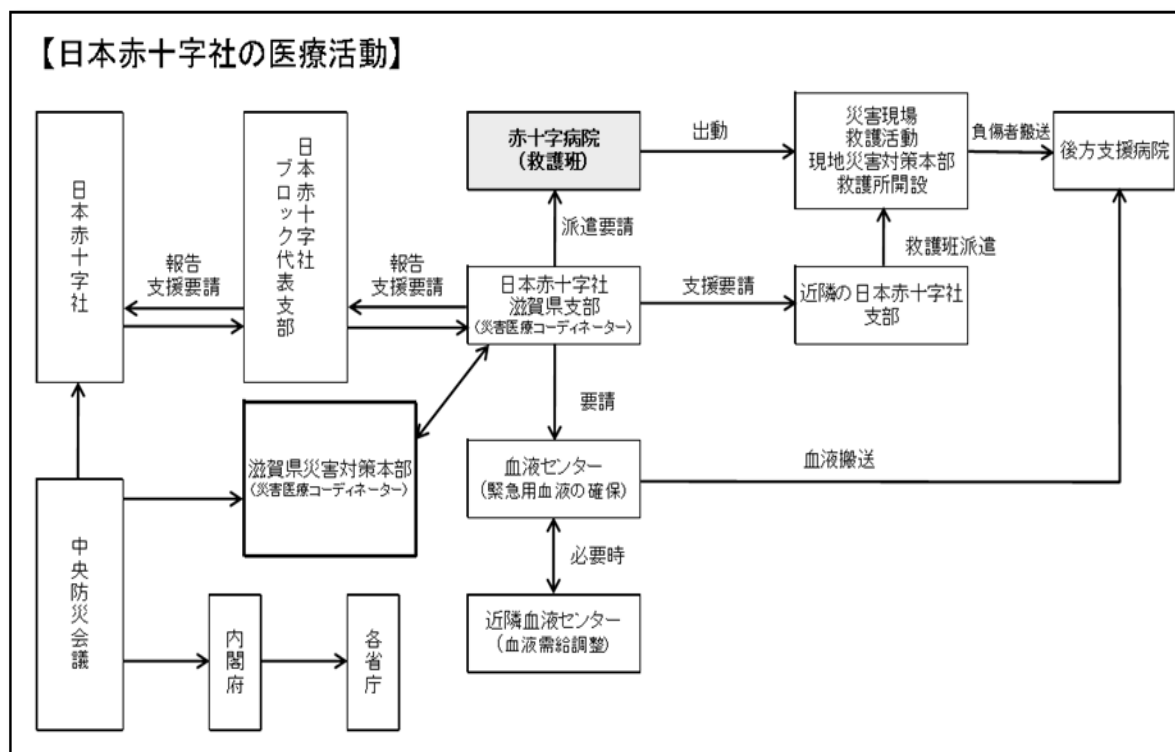 【日本赤十字社の医療活動】
日本赤十字社
日本赤十字社
ブロック代表支部
赤十字病院
(救護班)
出動
災害現場
救護活動
現地災害対策本部
救護所開設
負傷者搬送
後方支援病院
派遣要請
救護班派遣
報告
支援要請
報告
支援要請
日本赤十字社
滋賀県支部
(災害医療コーディネーター)
支援要請
近隣の日本赤十字社
支部
要請
滋賀県災害対策本部
(災害医療コーディネーター)
血液センター
(緊急用血液の確保)
血液搬送
中央防災会議
必要時
内閣府
各省庁
近隣血液センター
(血液需給調整)